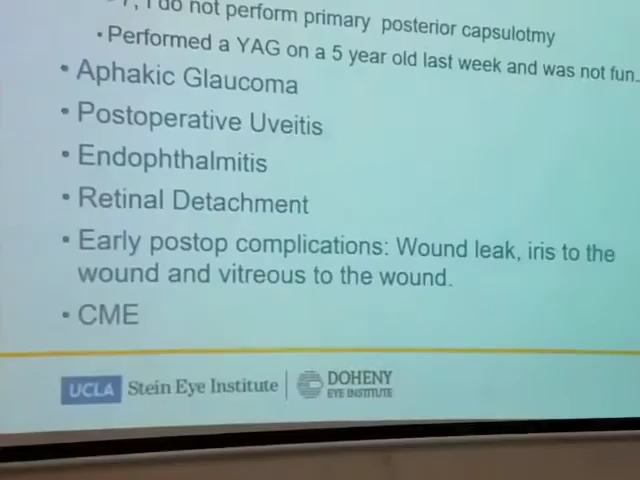 , I do not perform primary posterior capsulotmy
• Performed a YAG on a 5 year old last week and was not fun.
• Aphakic Glaucoma
• Postoperative Uveitis
• Endophthalmitis
• Retinal Detachment
• Early postop complications: Wound leak, iris to the
wound and vitreous to the wound.
• CME
UCLA Stein Eye Institute | DOHENY
EYE INSTITUTE